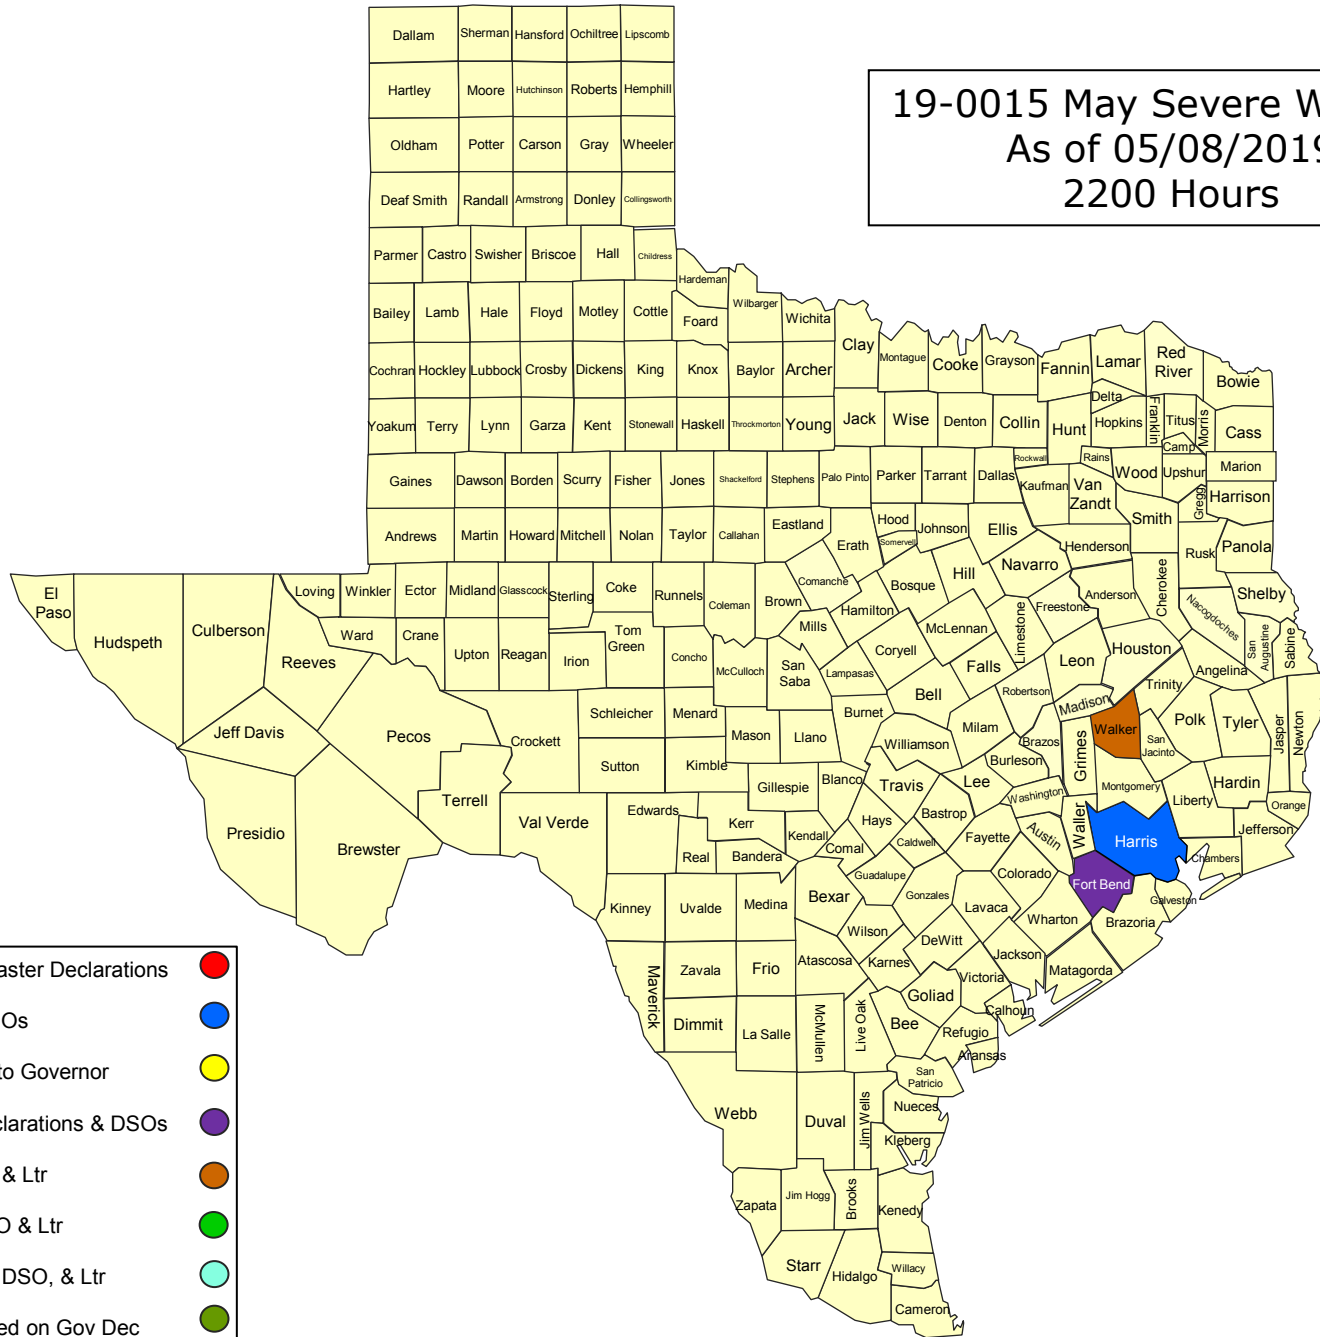 Dallam Sherman Hansford Ochiltree Lipscomb
Hartley Moore Hutchinson Roberts Hemphill
19-0015 May Severe W
As of 05/08/2019
2200 Hours
Oldham Potter Carson Gray Wheeler
Deaf Smith Randall Armstrong Donley Collingsworth
Parmer Castro Swisher Briscoe Hall Childress
Hardeman
Bailey Lamb Hale Floyd Motley Cottle Foard Wilbarger Wichita
Clay Montague Cooke Grayson Fannin Lamar Red River Bowie
Cochran Hockley Lubbock Crosby Dickens King Knox Baylor Archer
Delta
Yoakum Terry Lynn Garza Kent Stonewall Haskell Throckmorton Young Jack Wise Denton Collin Hunt Hopkins Franklin Titus Morris Cass
Camp
Rockwall Rains Wood Upshur Marion
Gaines Dawson Borden Scurry Fisher Jones Shackelford Stephens Palo Pinto Parker Tarrant Dallas Kaufman Van Zandt Gregg Harrison
Smith
Andrews Martin Howard Mitchell Nolan Taylor Callahan Eastland Erath Hood Somervell Johnson Ellis Henderson Rusk Panola
Navarro
El Paso Hudspeth Culberson Loving Winkler Ector Midland Glasscock Sterling Coke Runnels Coleman Brown Comanche Hamilton Bosque Hill Freestone Anderson Cherokee Nacogdoches Shelby
Reeves Ward Crane Upton Reagan Irion Tom Green Concho McCulloch San Saba Mills Lampasas Coryell McLennan Limestone Falls Leon Houston Angelina San Augustine Sabine
Bell Robertson Madison Trinity
Jeff Davis Pecos Crockett Schleicher Menard Mason Llano Burnet Williamson Milam Brazos Grimes Walker San Jacinto Polk Tyler Jasper Newton
Sutton Kimble Gillespie Blanco Travis Lee Burleson Washington Montgomery Liberty Hardin Orange
Presidio Brewster Terrell Val Verde Edwards Kerr Kendall Hays Bastrop Caldwell Fayette Austin Waller Harris Chambers Jefferson
Real Bandera Comal Guadalupe Colorado Fort Bend Galveston
Kinney Uvalde Medina Bexar Gonzales Lavaca Wharton Brazoria
Wilson DeWitt Jackson Matagorda
Maverick Zavala Frio Atascosa Karnes Victoria
Goliad Calhoun
Dimmit La Salle McMullen Live Oak Bee Refugio Aransas
San Patricio
Webb Duval Jim Wells Nueces
Kleberg
Zapata Jim Hogg Brooks Kenedy
Starr Hidalgo Willacy
Cameron
aster Declarations
Os
to Governor
clarations & DSOs
& Ltr
O & Ltr
DSO, & Ltr
ed on Gov Dec